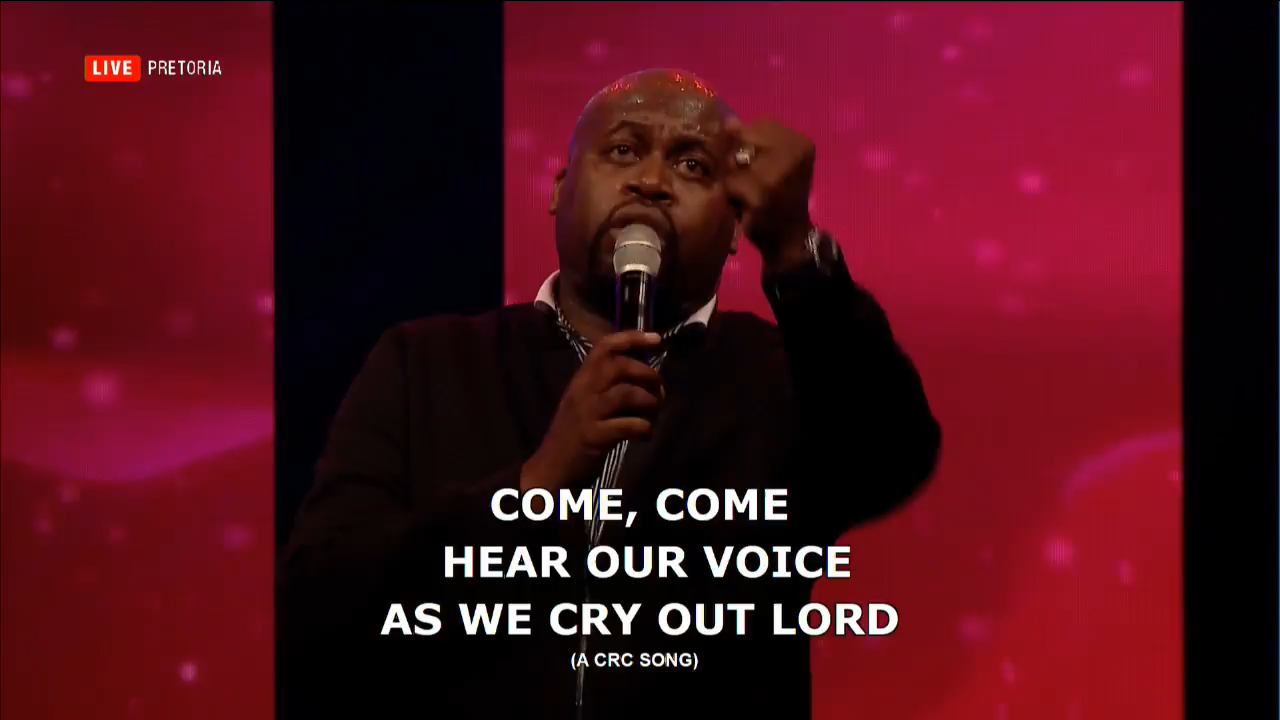 LIVE PRETORIA
COME, COME
HEAR OUR VOICE
AS WE CRY OUT LORD
(A CRC SONG)